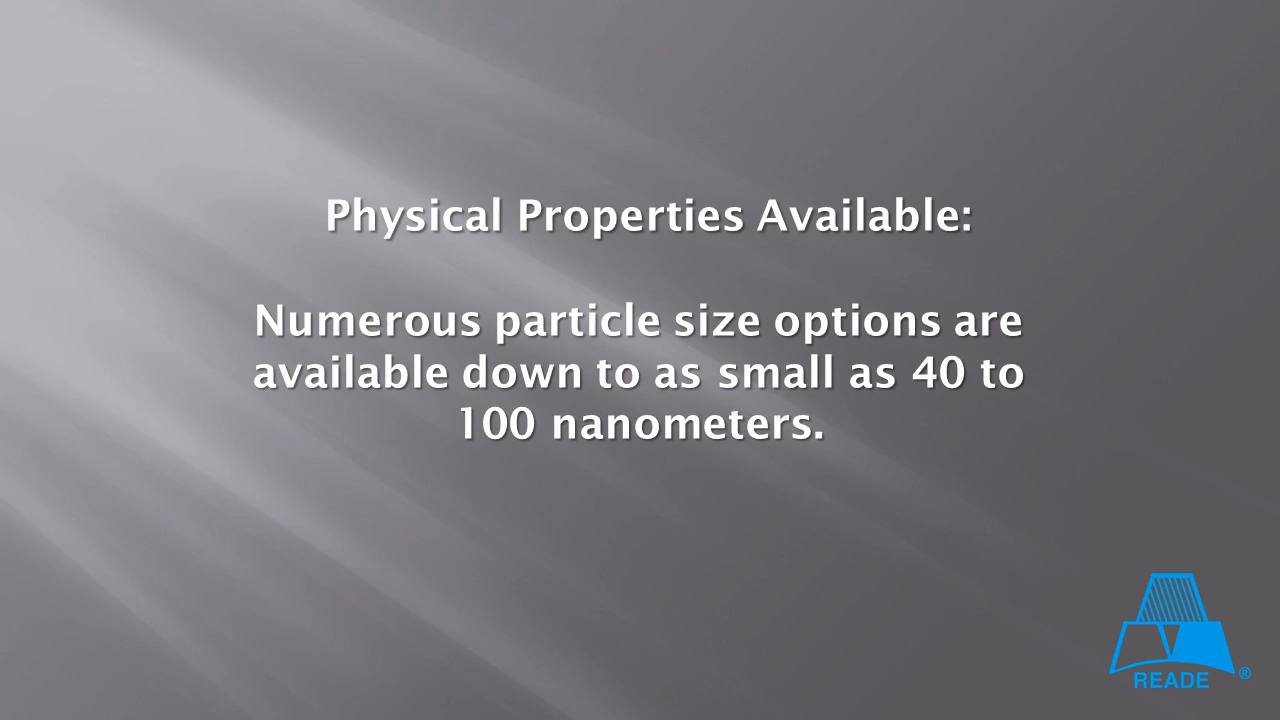 Physical Properties Available:
Numerous particle size options are
available down to as small as 40 to
100 nanometers.
READE ®